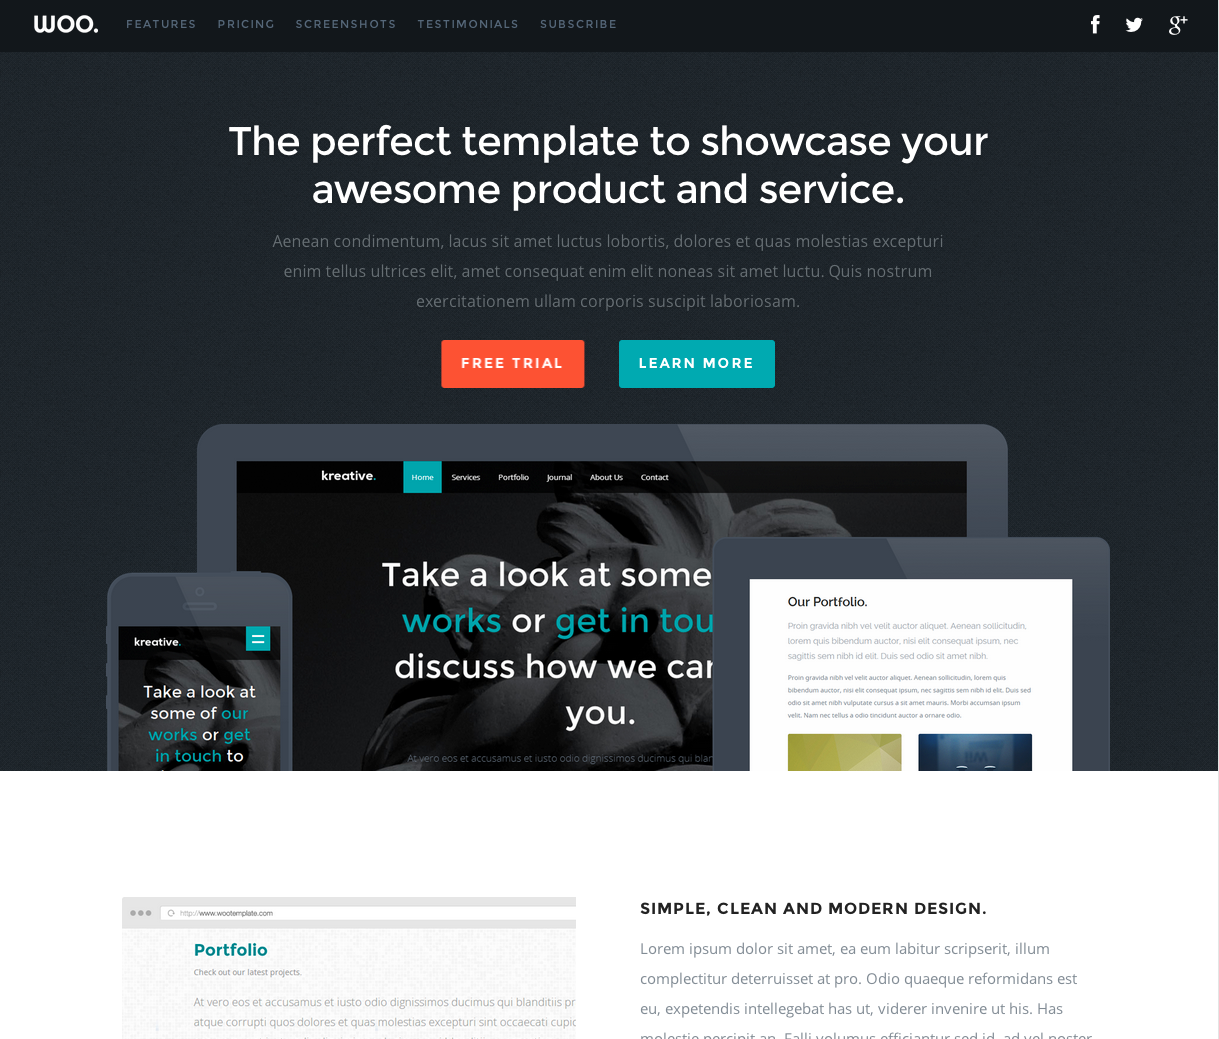 WOO.
FEATURES PRICING SCREENSHOTS TESTIMONIALS SUBSCRIBE
f g+
The perfect template to showcase your
awesome product and service.
Aenean condimentum, lacus sit amet luctus lobortis, dolores et quas molestias excepturi
enim tellus ultrices elit, amet consequat enim elit noneas sit amet luctu. Quis nostrum
exercitationem ullam corporis suscipit laboriosam.
FREE TRIAL
LEARN MORE
kreative.
Home Services Portfolio Journal About Us Contact
Take a look at some
works or get in tou
discuss how we can
you.
At vero eos et accusamus et iusto odio dignissimos ducimus qui blan
kreative.
Take a look at
some of our
works or get
in touch to
Our Portfolio.
Proin gravida nibh vel velit auctor aliquet. Aenean sollicitudin,
lorem quis bibendum auctor, nisi elit consequat ipsum, nec
sagittis sem nibh id elit. Duis sed odio sit amet nibh.
Proin gravida nibh vel velit auctor aliquet. Aenean sollicitudin, lorem quis
bibendum auctor, nisi elit consequat ipsum, nec sagittis sem nibh id elit. Duis sed
odio sit amet nibh vulputate cursus a sit amet mauris. Morbi accumsan ipsum
velit. Nam nec tellus a odio tincidunt auctor a ornare odio.
http://www.wootemplate.com
Portfolio
Check out our latest projects.
At vero eos et accusamus et iusto odio dignissimos ducimus qui blanditiis pr
atque corrupti quos dolores et quas molestias excepturi sint occaecati cupic
SIMPLE, CLEAN AND MODERN DESIGN.
Lorem ipsum dolor sit amet, ea eum labitur scripserit, illum
complectitur deterruisset at pro. Odio quaeque reformidans est
eu, expetendis intellegebat has ut, viderer invenire ut his. Has
molestie percipit an. Falli volumus efficiantur sed id, ad vel noster